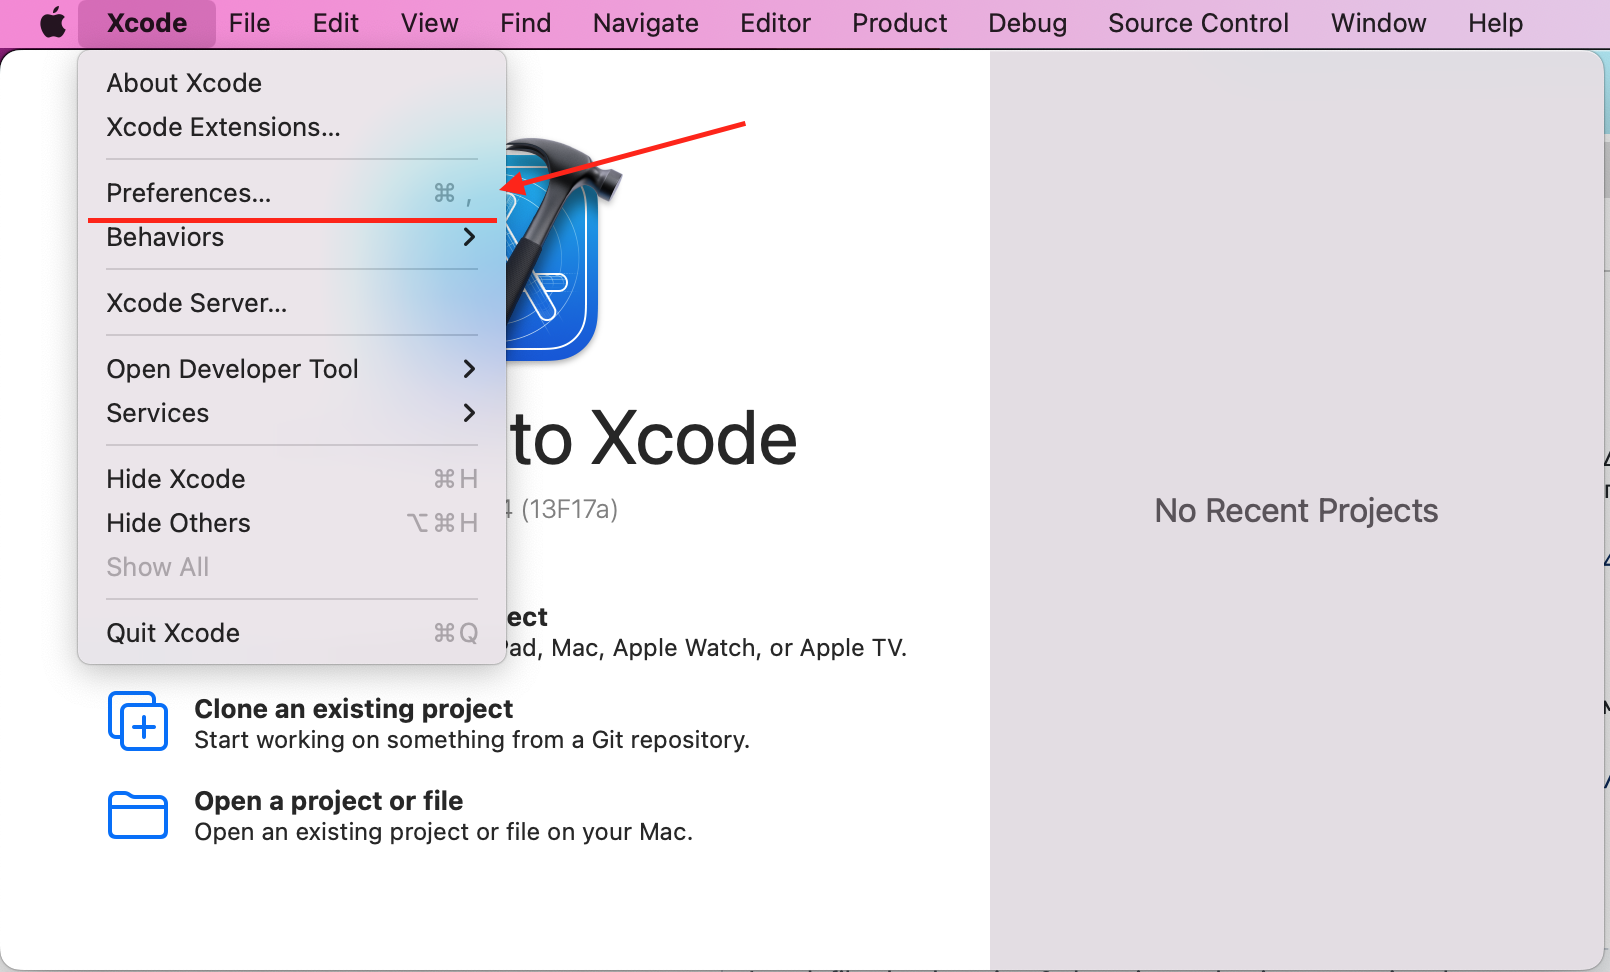 Xcode File Edit View Find Navigate Editor Product Debug Source Control Window Help
About Xcode
Xcode Extensions...
Preferences... ⌘ ,
Behaviors
Xcode Server...
Open Developer Tool
Services
Hide Xcode ⌘H
Hide Others ⌥⌘H
Show All
Quit Xcode ⌘Q
to Xcode
(13F17a)
Mac, Apple Watch, or Apple TV.
Clone an existing project
Start working on something from a Git repository.
Open a project or file
Open an existing project or file on your Mac.
No Recent Projects